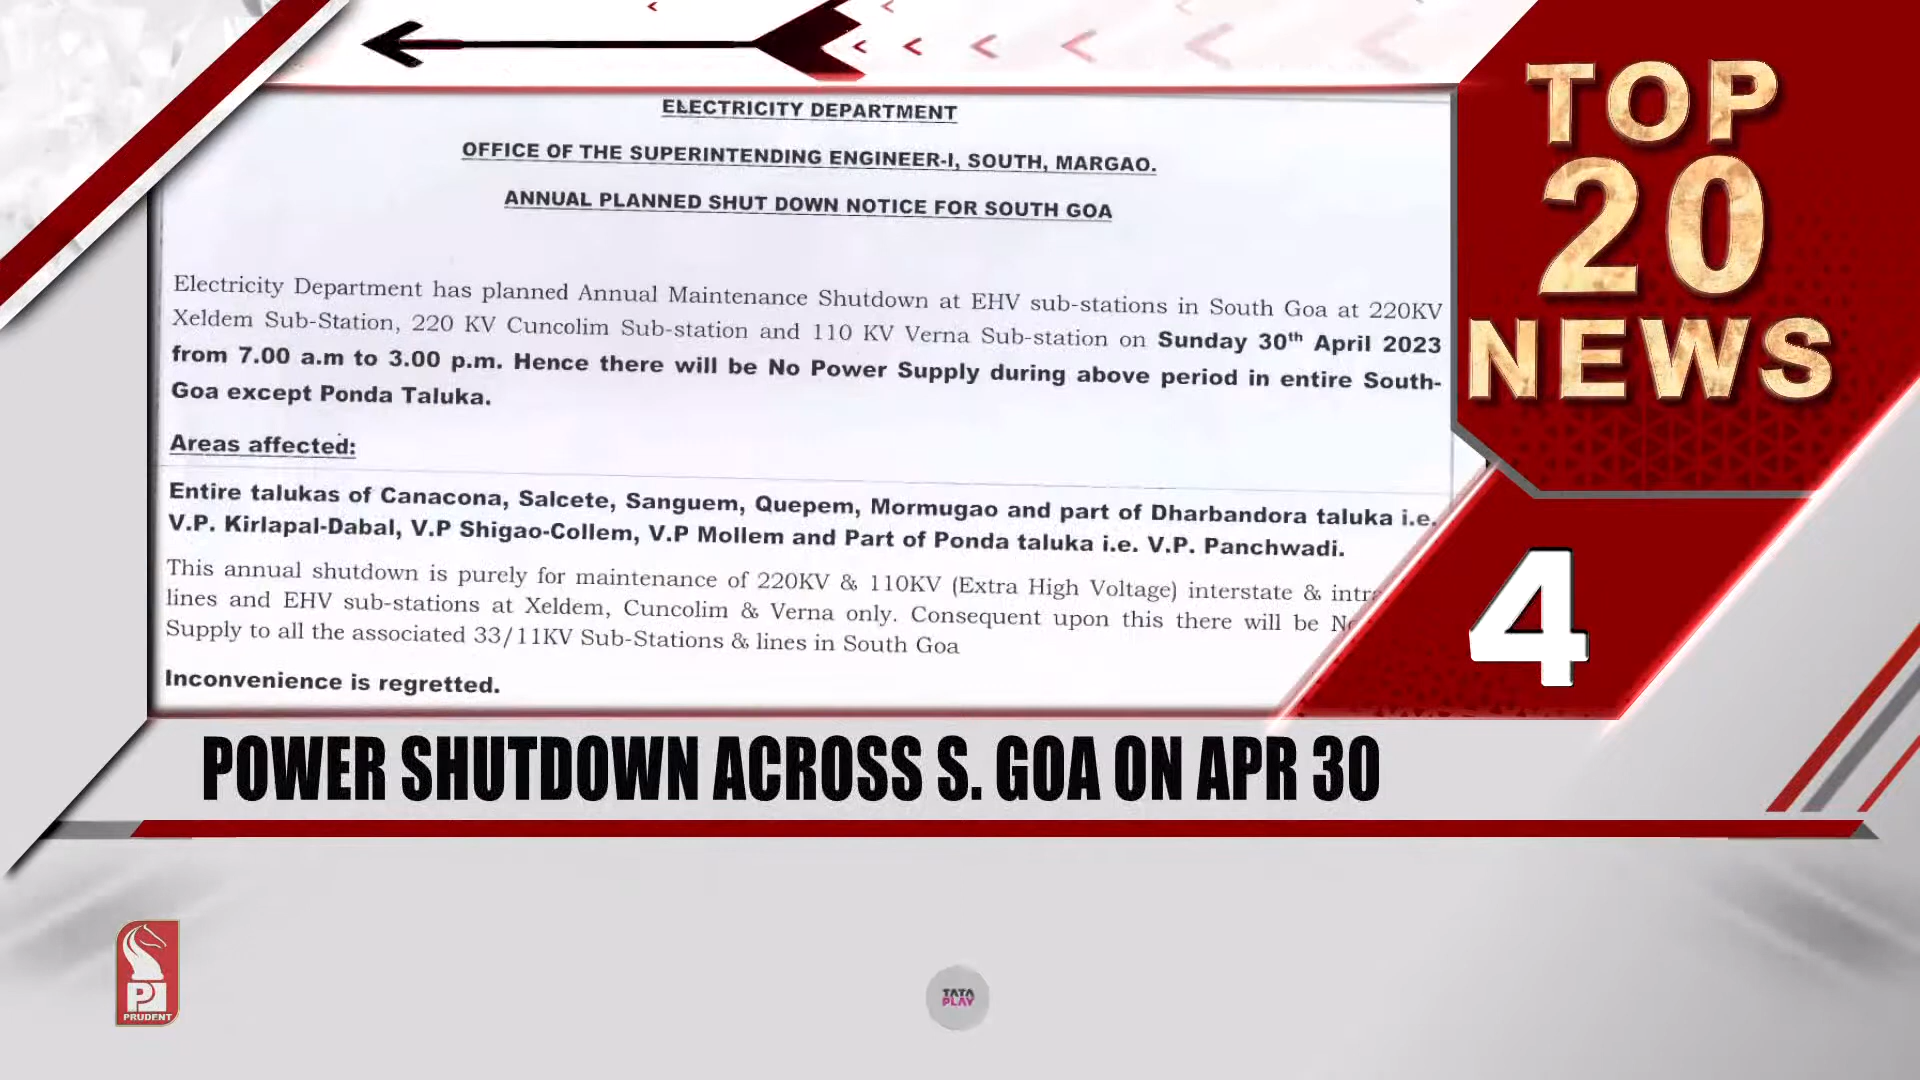 ELECTRICITY DEPARTMENT
OFFICE OF THE SUPERINTENDING ENGINEER-I, SOUTH, MARGAO.
ANNUAL PLANNED SHUT DOWN NOTICE FOR SOUTH GOA
Electricity Department has planned Annual Maintenance Shutdown at EHV sub-stations in South Goa at 220KV
Xeldem Sub-Station, 220 KV Cuncolim Sub-station and 110 KV Verna Sub-station on Sunday 30th April 2023
from 7.00 a.m to 3.00 p.m. Hence there will be No Power Supply during above period in entire South-
Goa except Ponda Taluka.
Areas affected:
Entire talukas of Canacona, Salcete, Sanguem, Quepem, Mormugao and part of Dharbandora taluka i.e.
V.P. Kirlapal-Dabal, V.P Shigao-Collem, V.P Mollem and Part of Ponda taluka i.e. V.P. Panchwadi.
This annual shutdown is purely for maintenance of 220KV & 110KV (Extra High Voltage) interstate &
lines and EHV sub-stations at Xeldem, Cuncolim & Verna only. Consequent upon this there will be
Supply to all the associated 33/11KV Sub-Stations & lines in South Goa
Inconvenience is regretted.
TOP
20
NEWS
4
POWER SHUTDOWN ACROSS S. GOA ON APR 30
P
PRUDENT
TATA
PLAY